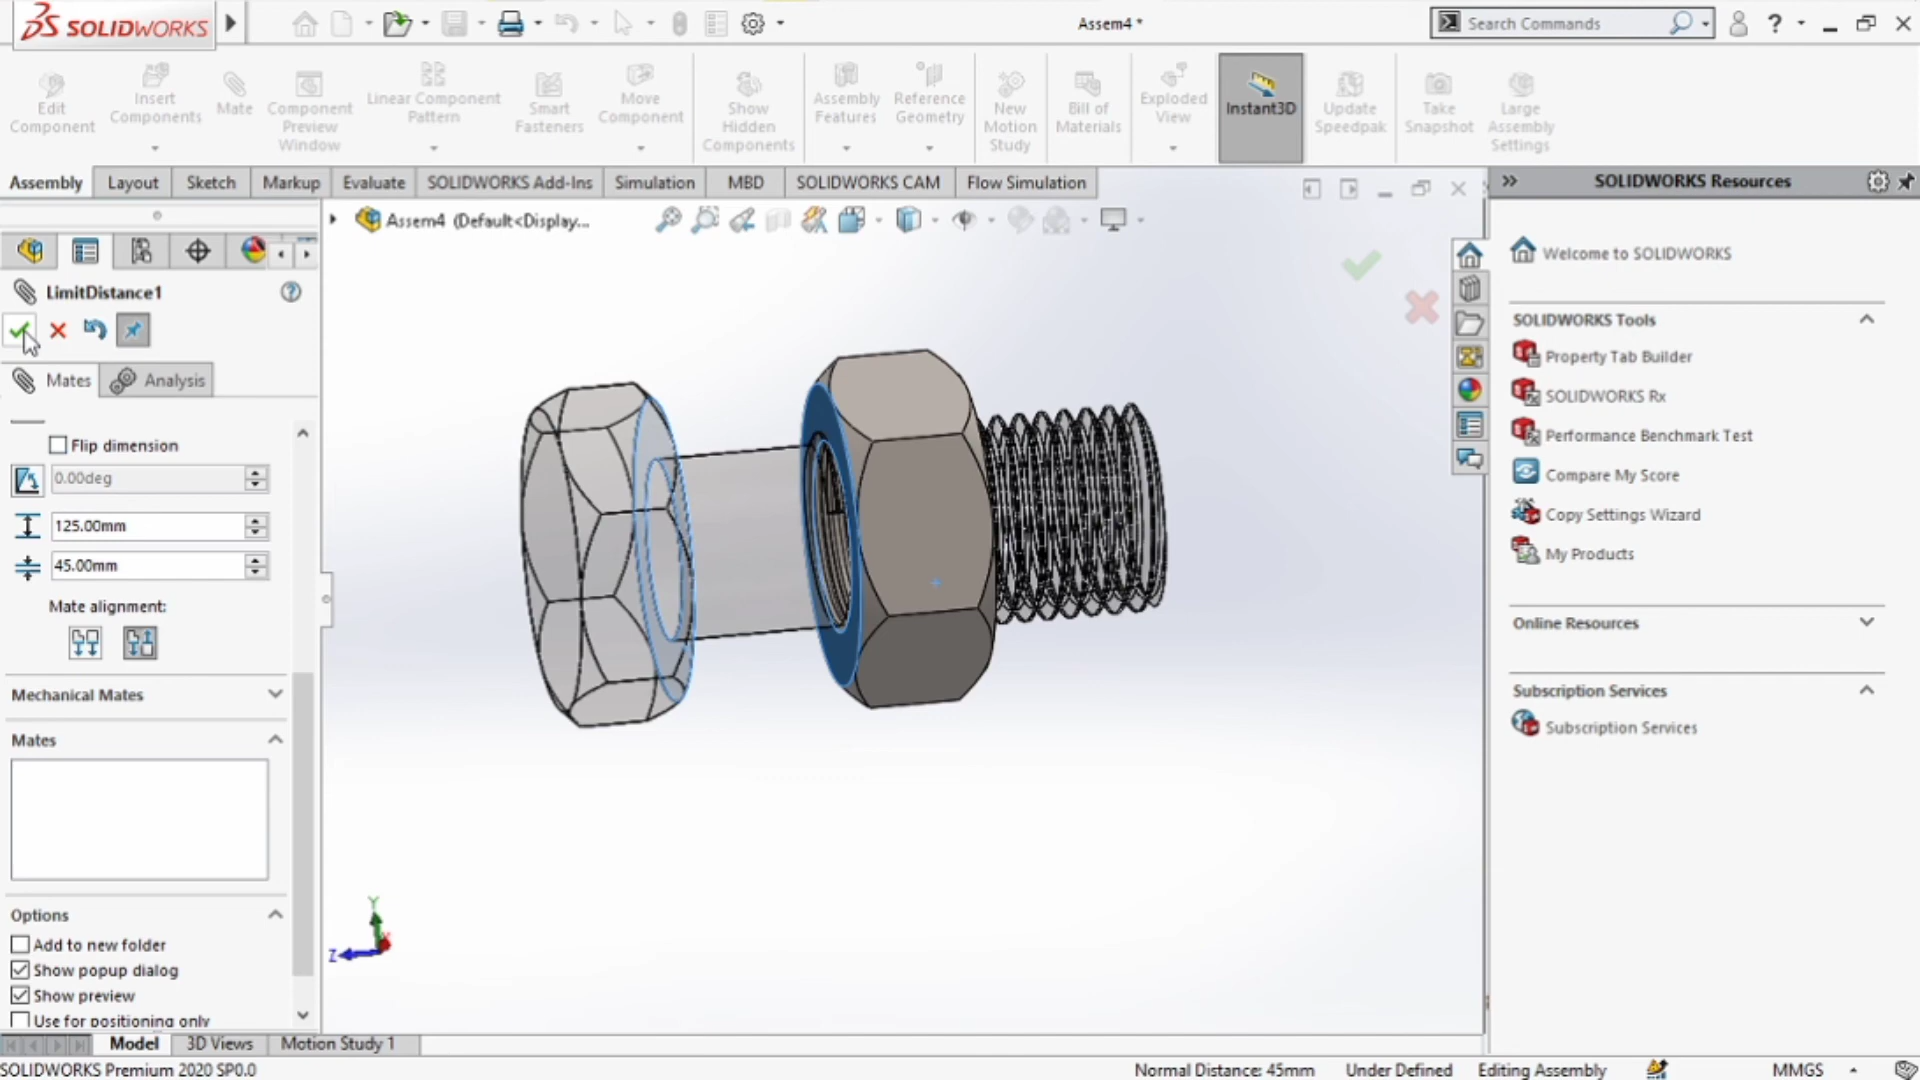 SOLIDWORKS
Assem4 *
Search Commands
?
Edit Component
Insert Components
Mate
Component Preview Window
Linear Component Pattern
Smart Fasteners
Move Component
Show Hidden Components
Assembly Features
Reference Geometry
New Motion Study
Bill of Materials
Exploded View
Instant3D
Update Speedpak
Take Snapshot
Large Assembly Settings
Assembly
Layout
Sketch
Markup
Evaluate
SOLIDWORKS Add-Ins
Simulation
MBD
SOLIDWORKS CAM
Flow Simulation
SOLIDWORKS Resources
Assem4 (Default<Display...
LimitDistance1
Mates
Analysis
Flip dimension
0.00deg
125.00mm
45.00mm
Mate alignment:
Mechanical Mates
Mates
Options
Add to new folder
Show popup dialog
Show preview
Use for positioning only
Y
Z
Welcome to SOLIDWORKS
SOLIDWORKS Tools
Property Tab Builder
SOLIDWORKS Rx
Performance Benchmark Test
Compare My Score
Copy Settings Wizard
My Products
Online Resources
Subscription Services
Subscription Services
Model
3D Views
Motion Study 1
SOLIDWORKS Premium 2020 SP0.0
Normal Distance: 45mm
Under Defined
Editing Assembly
MMGS